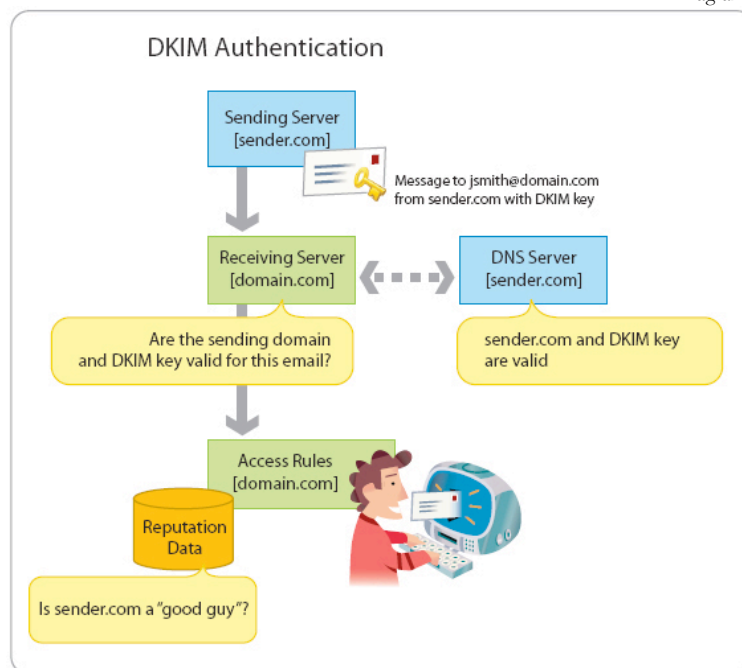 DKIM Authentication
Sending Server
[sender.com]
Message to jsmith@domain.com
from sender.com with DKIM key
Receiving Server
[domain.com]
DNS Server
[sender.com]
Are the sending domain
and DKIM key valid for this email?
sender.com and DKIM key
are valid
Access Rules
[domain.com]
Reputation
Data
Is sender.com a "good guy"?